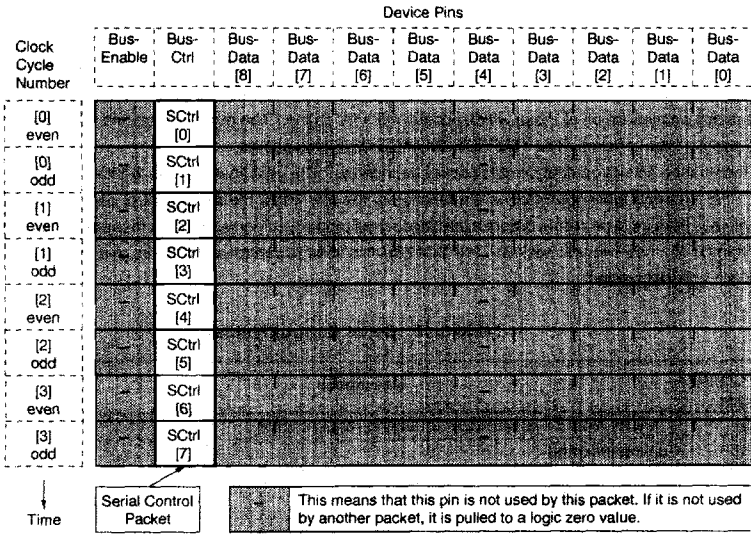 Device Pins
Clock Cycle Number
Bus-Enable
Bus-Ctrl
Bus-Data [8]
Bus-Data [7]
Bus-Data [6]
Bus-Data [5]
Bus-Data [4]
Bus-Data [3]
Bus-Data [2]
Bus-Data [1]
Bus-Data [0]
[0] even
SCtrl [0]
[0] odd
SCtrl [1]
[1] even
SCtrl [2]
[1] odd
SCtrl [3]
[2] even
SCtrl [4]
[2] odd
SCtrl [5]
[3] even
SCtrl [6]
[3] odd
SCtrl [7]
Time
Serial Control
Packet
This means that this pin is not used by this packet. If it is not used
by another packet, it is pulled to a logic zero value.